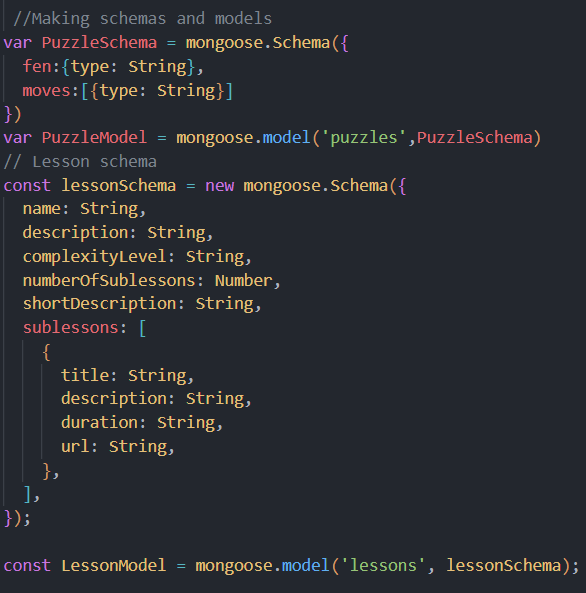 //Making schemas and models
var PuzzleSchema = mongoose.Schema({
  fen:{type: String},
  moves:[{type: String}]
})
var PuzzleModel = mongoose.model('puzzles',PuzzleSchema)
// Lesson schema
const lessonSchema = new mongoose.Schema({
  name: String,
  description: String,
  complexityLevel: String,
  numberOfSublessons: Number,
  shortDescription: String,
  sublessons: [
    {
      title: String,
      description: String,
      duration: String,
      url: String,
    },
  ],
});
const LessonModel = mongoose.model('lessons', lessonSchema);